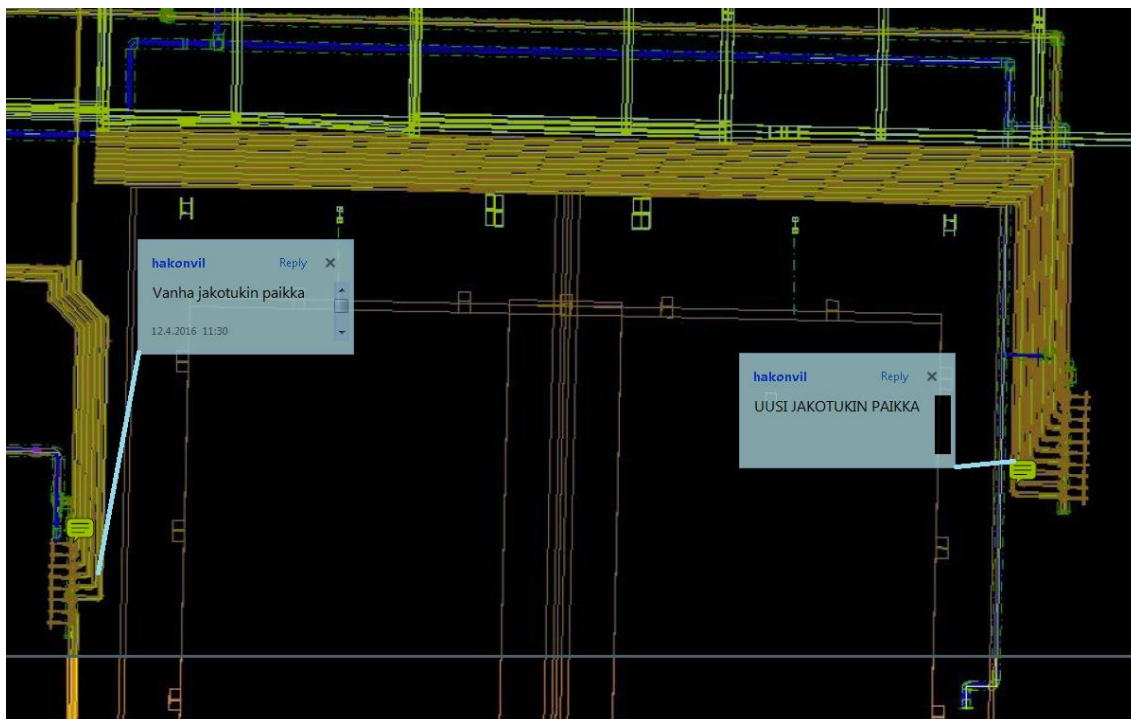 hakonvil Reply
Vanha jakotukin paikka
12.4.2016 11:30
hakonvil Reply
UUSI JAKOTUKIN PAIKKA